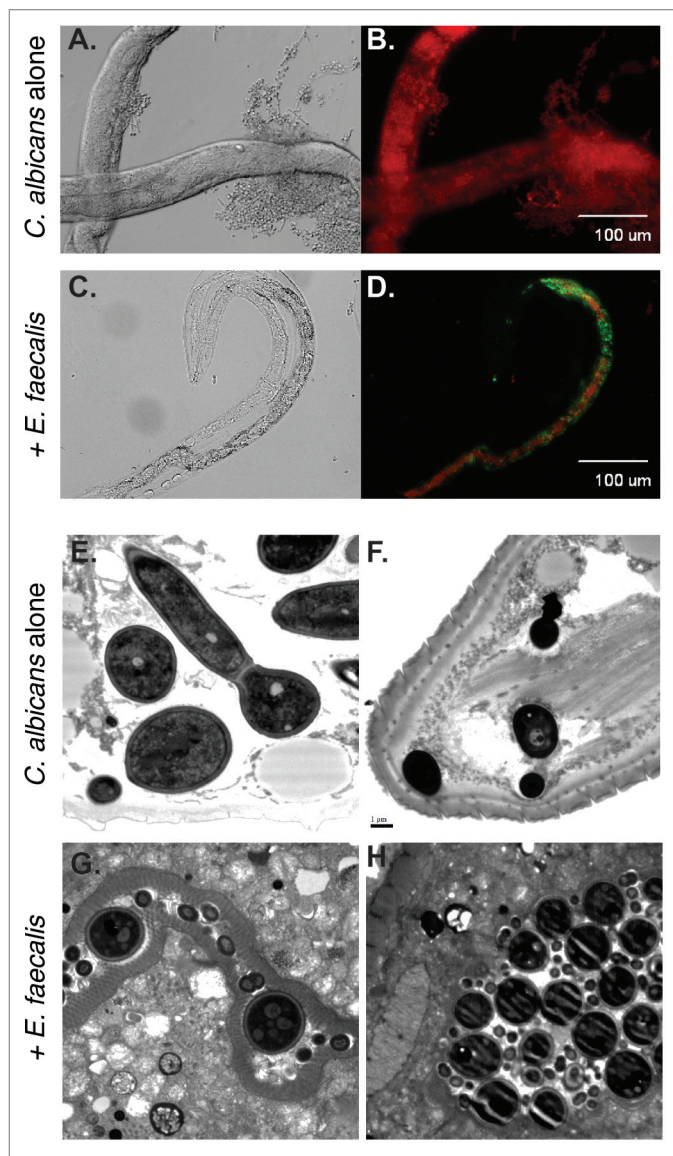 C. albicans alone
A.
B.
100 um
+ E. faecalis
C.
D.
100 um
C. albicans alone
E.
F.
1 µm
+ E. faecalis
G.
H.